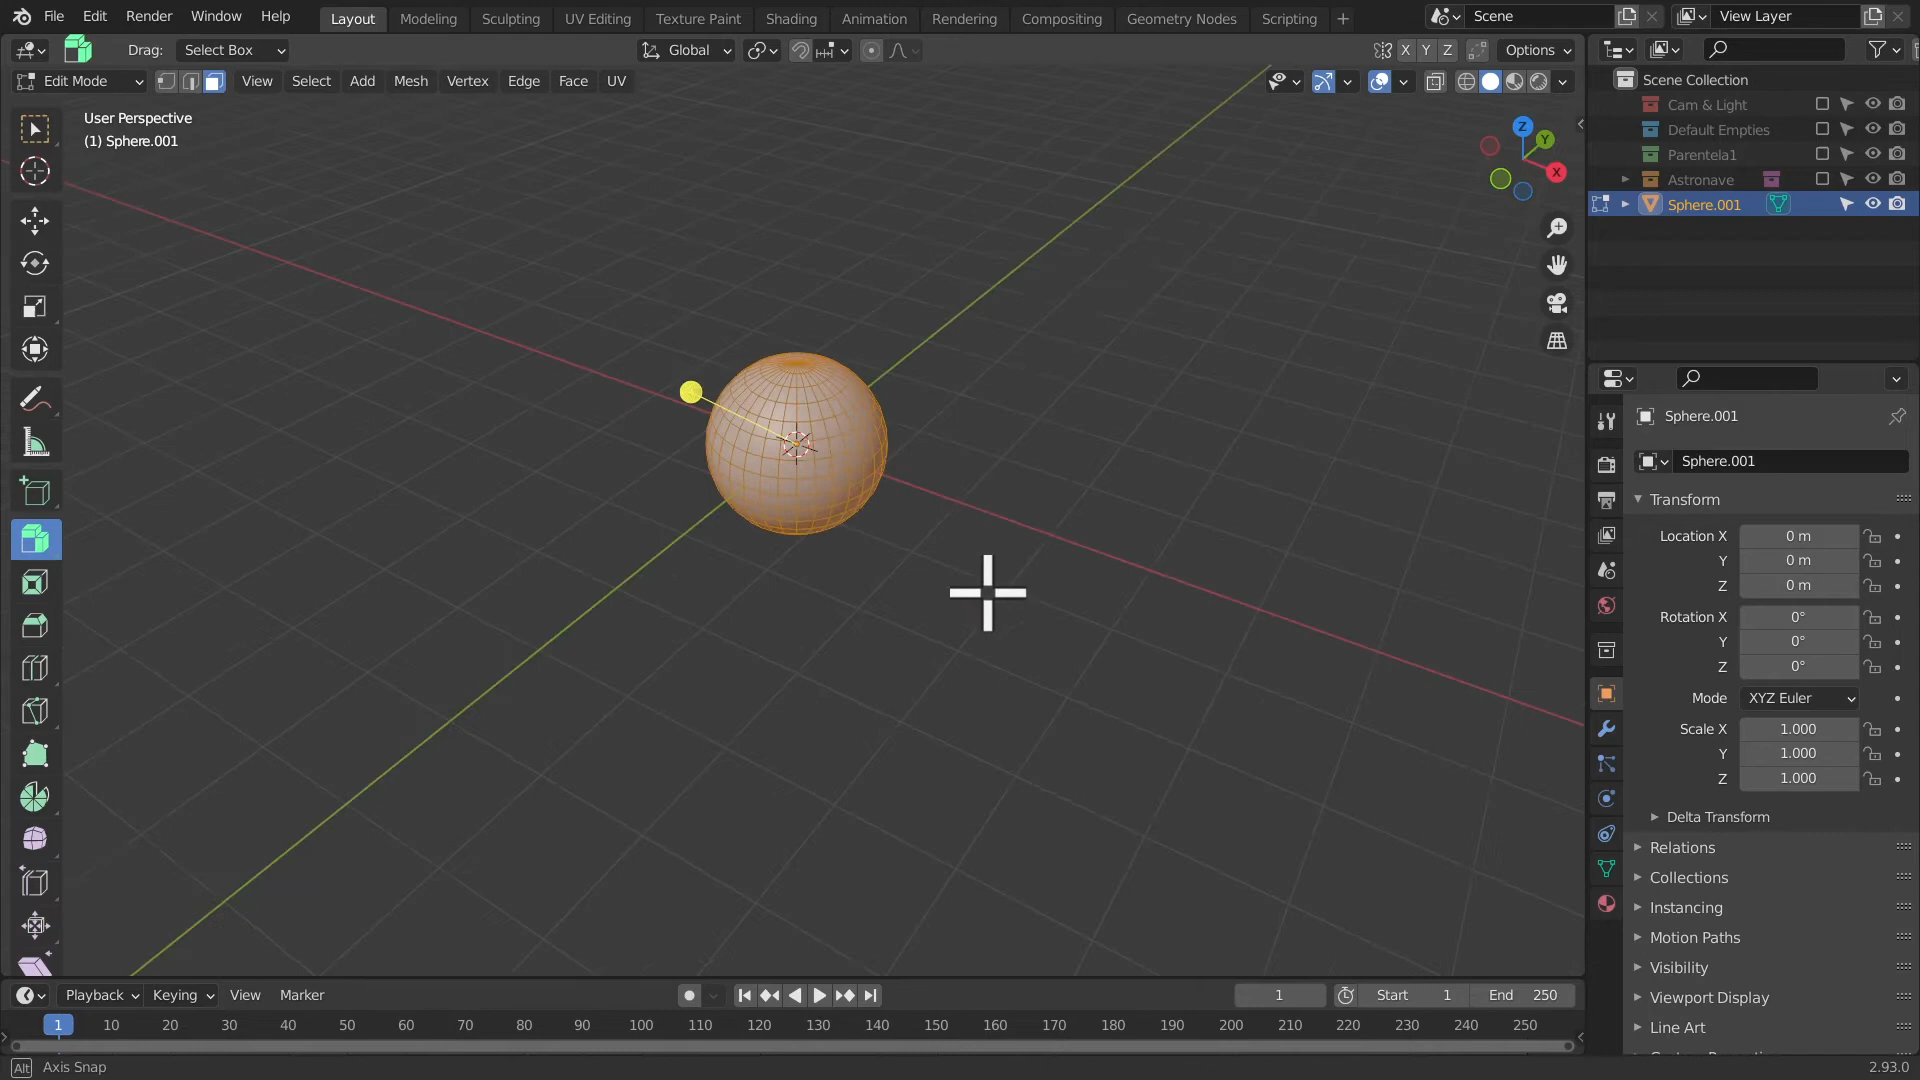 File Edit Render Window Help Layout Modeling Sculpting UV Editing Texture Paint Shading Animation Rendering Compositing Geometry Nodes Scripting + Scene View Layer
Drag: Select Box Global X Y Z Options
Edit Mode View Select Add Mesh Vertex Edge Face UV
User Perspective
(1) Sphere.001
Z
Y
X
Scene Collection
Cam & Light
Default Empties
Parentela1
Astronave
Sphere.001
Sphere.001
Sphere.001
Transform
Location X 0 m
Y 0 m
Z 0 m
Rotation X 0°
Y 0°
Z 0°
Mode XYZ Euler
Scale X 1.000
Y 1.000
Z 1.000
Delta Transform
Relations
Collections
Instancing
Motion Paths
Visibility
Viewport Display
Line Art
Playback Keying View Marker 1 Start 1 End 250
1 10 20 30 40 50 60 70 80 90 100 110 120 130 140 150 160 170 180 190 200 210 220 230 240 250
Alt Axis Snap 2.93.0